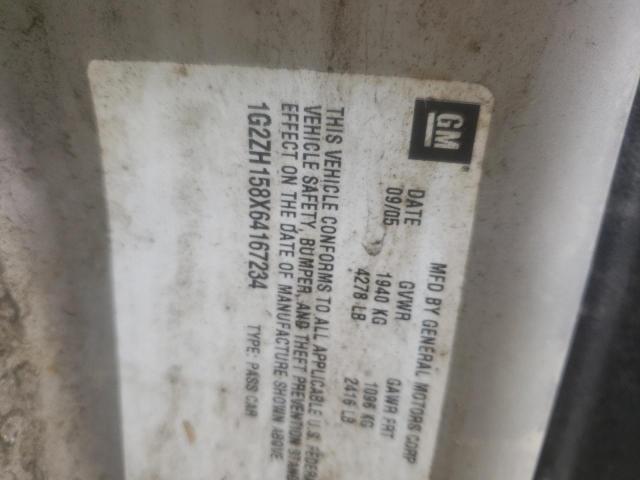 GM
MFD BY GENERAL MOTORS CORP
DATE GVWR GAWR FRT
09/05 1940 KG 1096 KG
4278 LB 2416 LB
THIS VEHICLE CONFORMS TO ALL APPLICABLE U.S. FEDER
VEHICLE SAFETY, BUMPER, AND THEFT PREVENTION STAN
EFFECT ON THE DATE OF MANUFACTURE SHOWN ABOVE
1G2ZH158X64167234 TYPE: PASS CAR